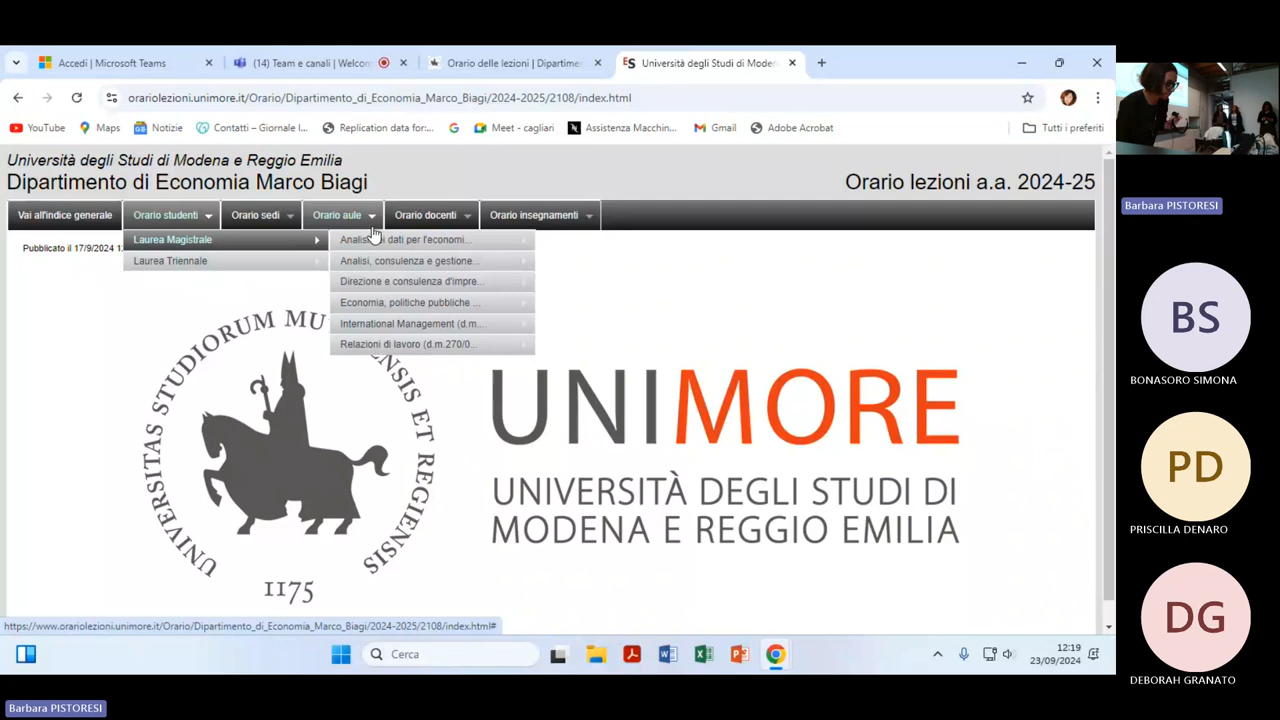 Accedi | Microsoft Teams
(14) Team e canali | Welcom
Orario delle lezioni | Dipartime
ES Università degli Studi di Moden
orariolezioni.unimore.it/Orario/Dipartimento_di_Economia_Marco_Biagi/2024-2025/2108/index.html
YouTube
Maps
Notizie
Contatti – Giornale l...
Replication data for:...
Meet - cagliari
Assistenza Macchin...
Gmail
Adobe Acrobat
Tutti i preferiti
Università degli Studi di Modena e Reggio Emilia
Dipartimento di Economia Marco Biagi
Orario lezioni a.a. 2024-25
Vai all'indice generale
Orario studenti
Orario sedi
Orario aule
Orario docenti
Orario insegnamenti
Pubblicato il 17/9/2024
Laurea Magistrale
Laurea Triennale
dati per l'economi...
Analisi, consulenza e gestione...
Direzione e consulenza d'impre...
Economia, politiche pubbliche ...
International Management (d.m....
Relazioni di lavoro (d.m.270/0...
UNIVERSITAS STUDIORUM MU
ENSIS ET REGIENSIS
1175
UNIMORE
UNIVERSITÀ DEGLI STUDI DI
MODENA E REGGIO EMILIA
https://www.orariolezioni.unimore.it/Orario/Dipartimento_di_Economia_Marco_Biagi/2024-2025/2108/index.html#
Cerca
12:19
23/09/2024
Barbara PISTORESI
Barbara PISTORESI
BS
BONASORO SIMONA
PD
PRISCILLA DENARO
DG
DEBORAH GRANATO